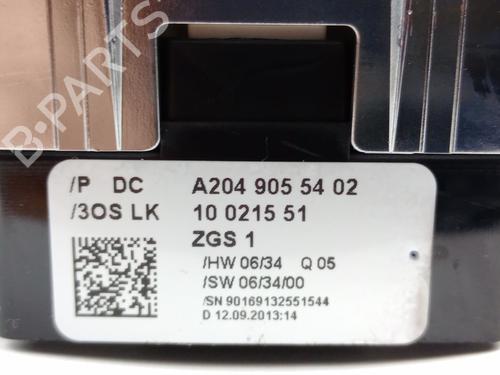 B-PARTS
/P DC A204 905 54 02
/3OS LK 10 0215 51
ZGS 1
/HW 06/34 Q 05
/SW 06/34/00
/SN 90169132551544
D 12.09.2013:14